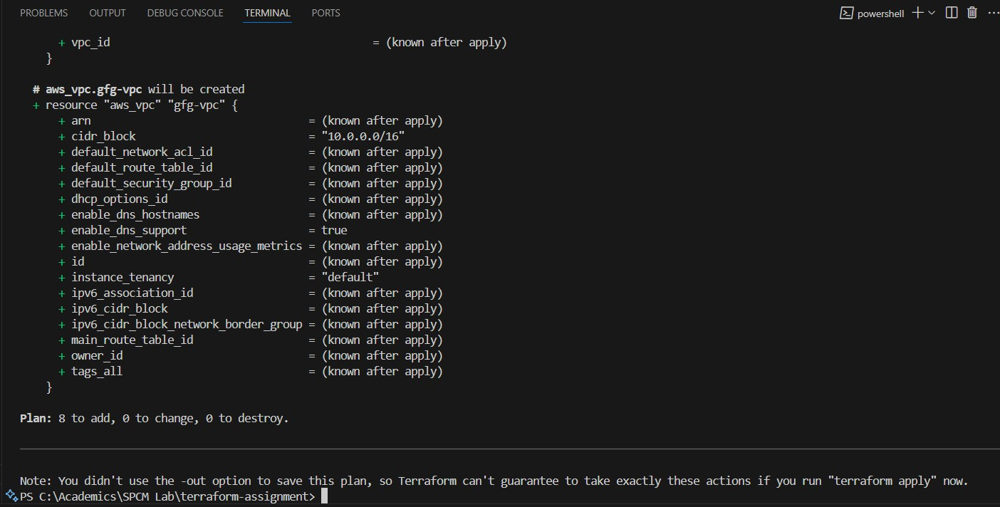 PROBLEMS OUTPUT DEBUG CONSOLE TERMINAL PORTS powershell
+ vpc_id = (known after apply)
}
# aws_vpc.gfg-vpc will be created
+ resource "aws_vpc" "gfg-vpc" {
+ arn = (known after apply)
+ cidr_block = "10.0.0.0/16"
+ default_network_acl_id = (known after apply)
+ default_route_table_id = (known after apply)
+ default_security_group_id = (known after apply)
+ dhcp_options_id = (known after apply)
+ enable_dns_hostnames = (known after apply)
+ enable_dns_support = true
+ enable_network_address_usage_metrics = (known after apply)
+ id = (known after apply)
+ instance_tenancy = "default"
+ ipv6_association_id = (known after apply)
+ ipv6_cidr_block = (known after apply)
+ ipv6_cidr_block_network_border_group = (known after apply)
+ main_route_table_id = (known after apply)
+ owner_id = (known after apply)
+ tags_all = (known after apply)
}
Plan: 8 to add, 0 to change, 0 to destroy.
Note: You didn't use the -out option to save this plan, so Terraform can't guarantee to take exactly these actions if you run "terraform apply" now.
PS C:\Academics\SPCM Lab\terraform-assignment>